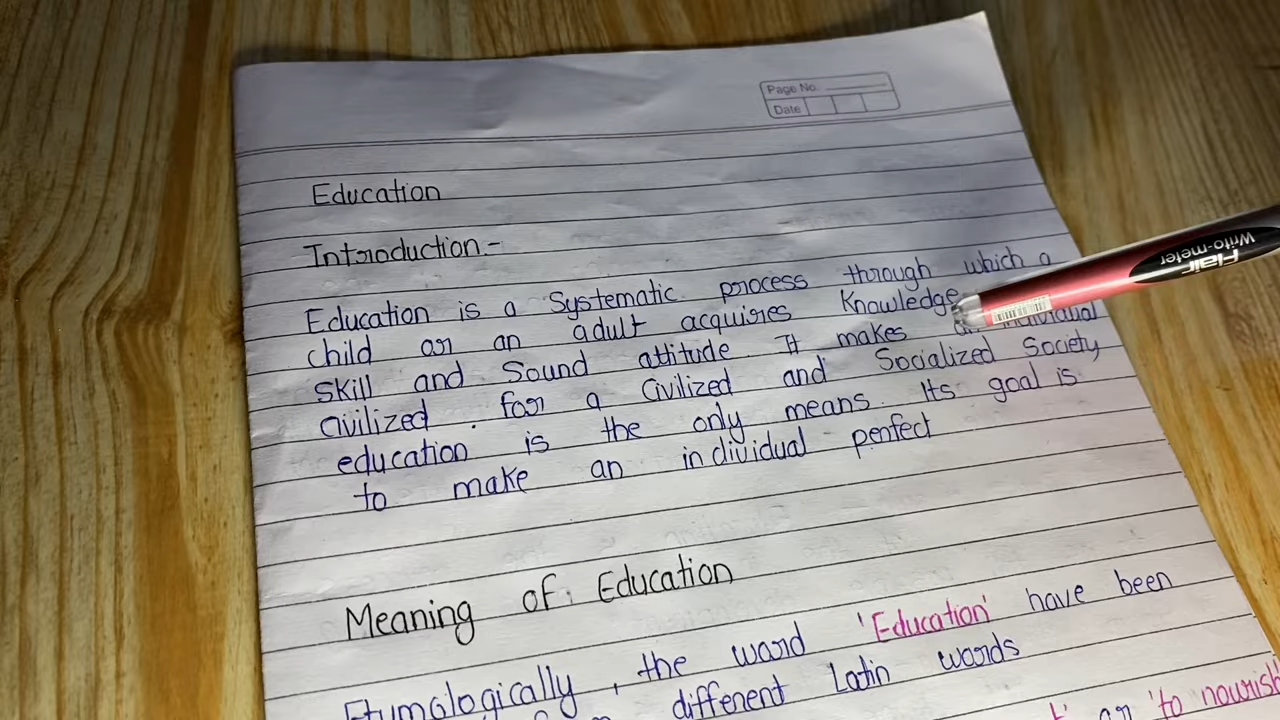 Page No.
Date
Education
Introduction:-
Education is a Systematic process through which a
child or an adult acquires Knowledge
Skill and Sound attitude. It makes an individual
civilized. for a Civilized and Socialized Society
education is the only means. Its goal is
to make an individual perfect
Meaning of Education
Etymologically, the word 'Education' have been
different Latin words
or 'to nourish
Flair
Writo-meter